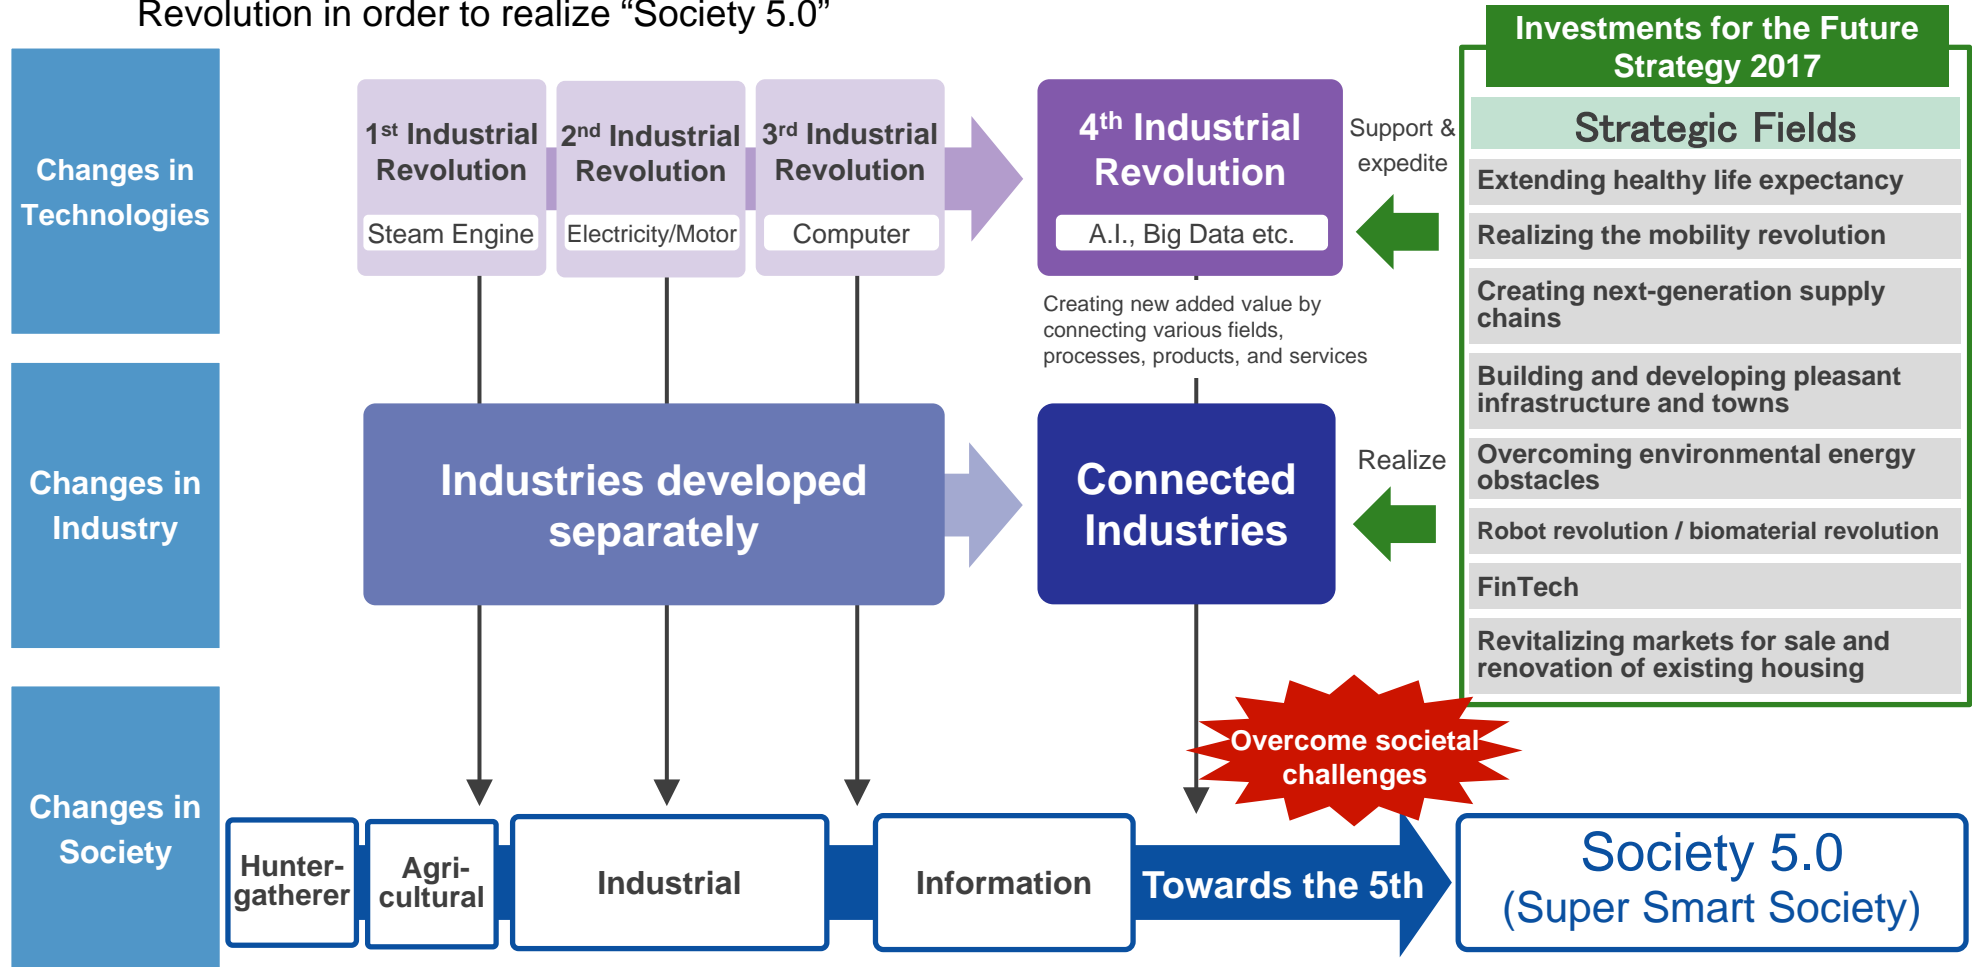 Revolution in order to realize “Society 5.0”
Investments for the Future
Strategy 2017
Strategic Fields
Extending healthy life expectancy
Realizing the mobility revolution
Creating next-generation supply
chains
Building and developing pleasant
infrastructure and towns
Overcoming environmental energy
obstacles
Robot revolution / biomaterial revolution
FinTech
Revitalizing markets for sale and
renovation of existing housing
Changes in
Technologies
1st Industrial
Revolution
Steam Engine
2nd Industrial
Revolution
Electricity/Motor
3rd Industrial
Revolution
Computer
4th Industrial
Revolution
A.I., Big Data etc.
Support &
expedite
Creating new added value by
connecting various fields,
processes, products, and services
Changes in
Industry
Industries developed
separately
Connected
Industries
Realize
Overcome societal
challenges
Changes in
Society
Hunter-
gatherer
Agri-
cultural
Industrial
Information
Towards the 5th
Society 5.0
(Super Smart Society)